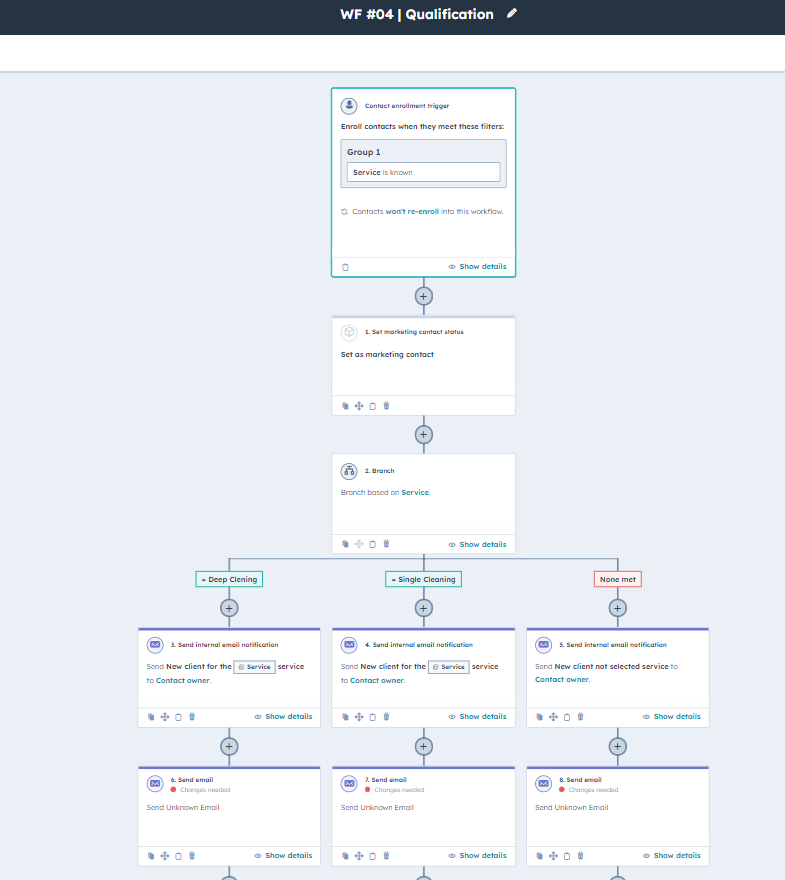 WF #04 | Qualification
Contact enrollment trigger
Enroll contacts when they meet these filters:
Group 1
Service is known
Contacts won't re-enroll into this workflow.
Show details
1. Set marketing contact status
Set as marketing contact
2. Branch
Branch based on Service.
Show details
= Deep Clening
= Single Cleaning
None met
3. Send internal email notification
Send New client for the Service service
to Contact owner.
Show details
4. Send internal email notification
Send New client for the Service service
to Contact owner.
Show details
5. Send internal email notification
Send New client not selected service to
Contact owner.
Show details
6. Send email
Changes needed
Send Unknown Email
Show details
7. Send email
Changes needed
Send Unknown Email
Show details
8. Send email
Changes needed
Send Unknown Email
Show details